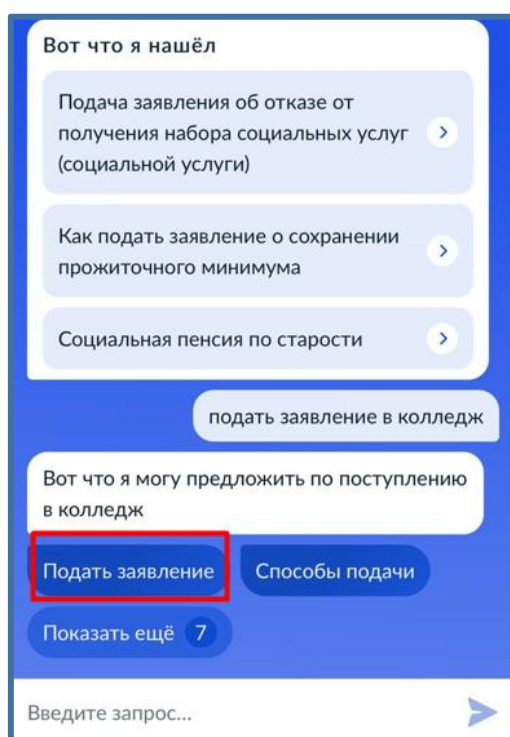 Вот что я нашёл
Подача заявления об отказе от
получения набора социальных услуг
(социальной услуги)
Как подать заявление о сохранении
прожиточного минимума
Социальная пенсия по старости
подать заявление в колледж
Вот что я могу предложить по поступлению
в колледж
Подать заявление
Способы подачи
Показать ещё 7
Введите запрос...